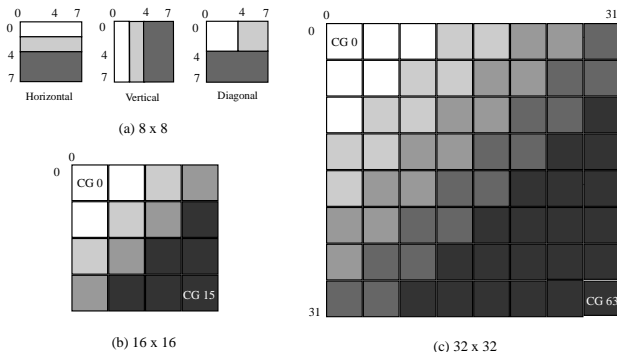 0 4 7
0
4
7
Horizontal
0 4 7
0
4
7
Vertical
0 4 7
0
4
7
Diagonal
(a) 8 x 8
0
0
CG 0
CG 15
(b) 16 x 16
0
31
0
CG 0
31
CG 63
(c) 32 x 32